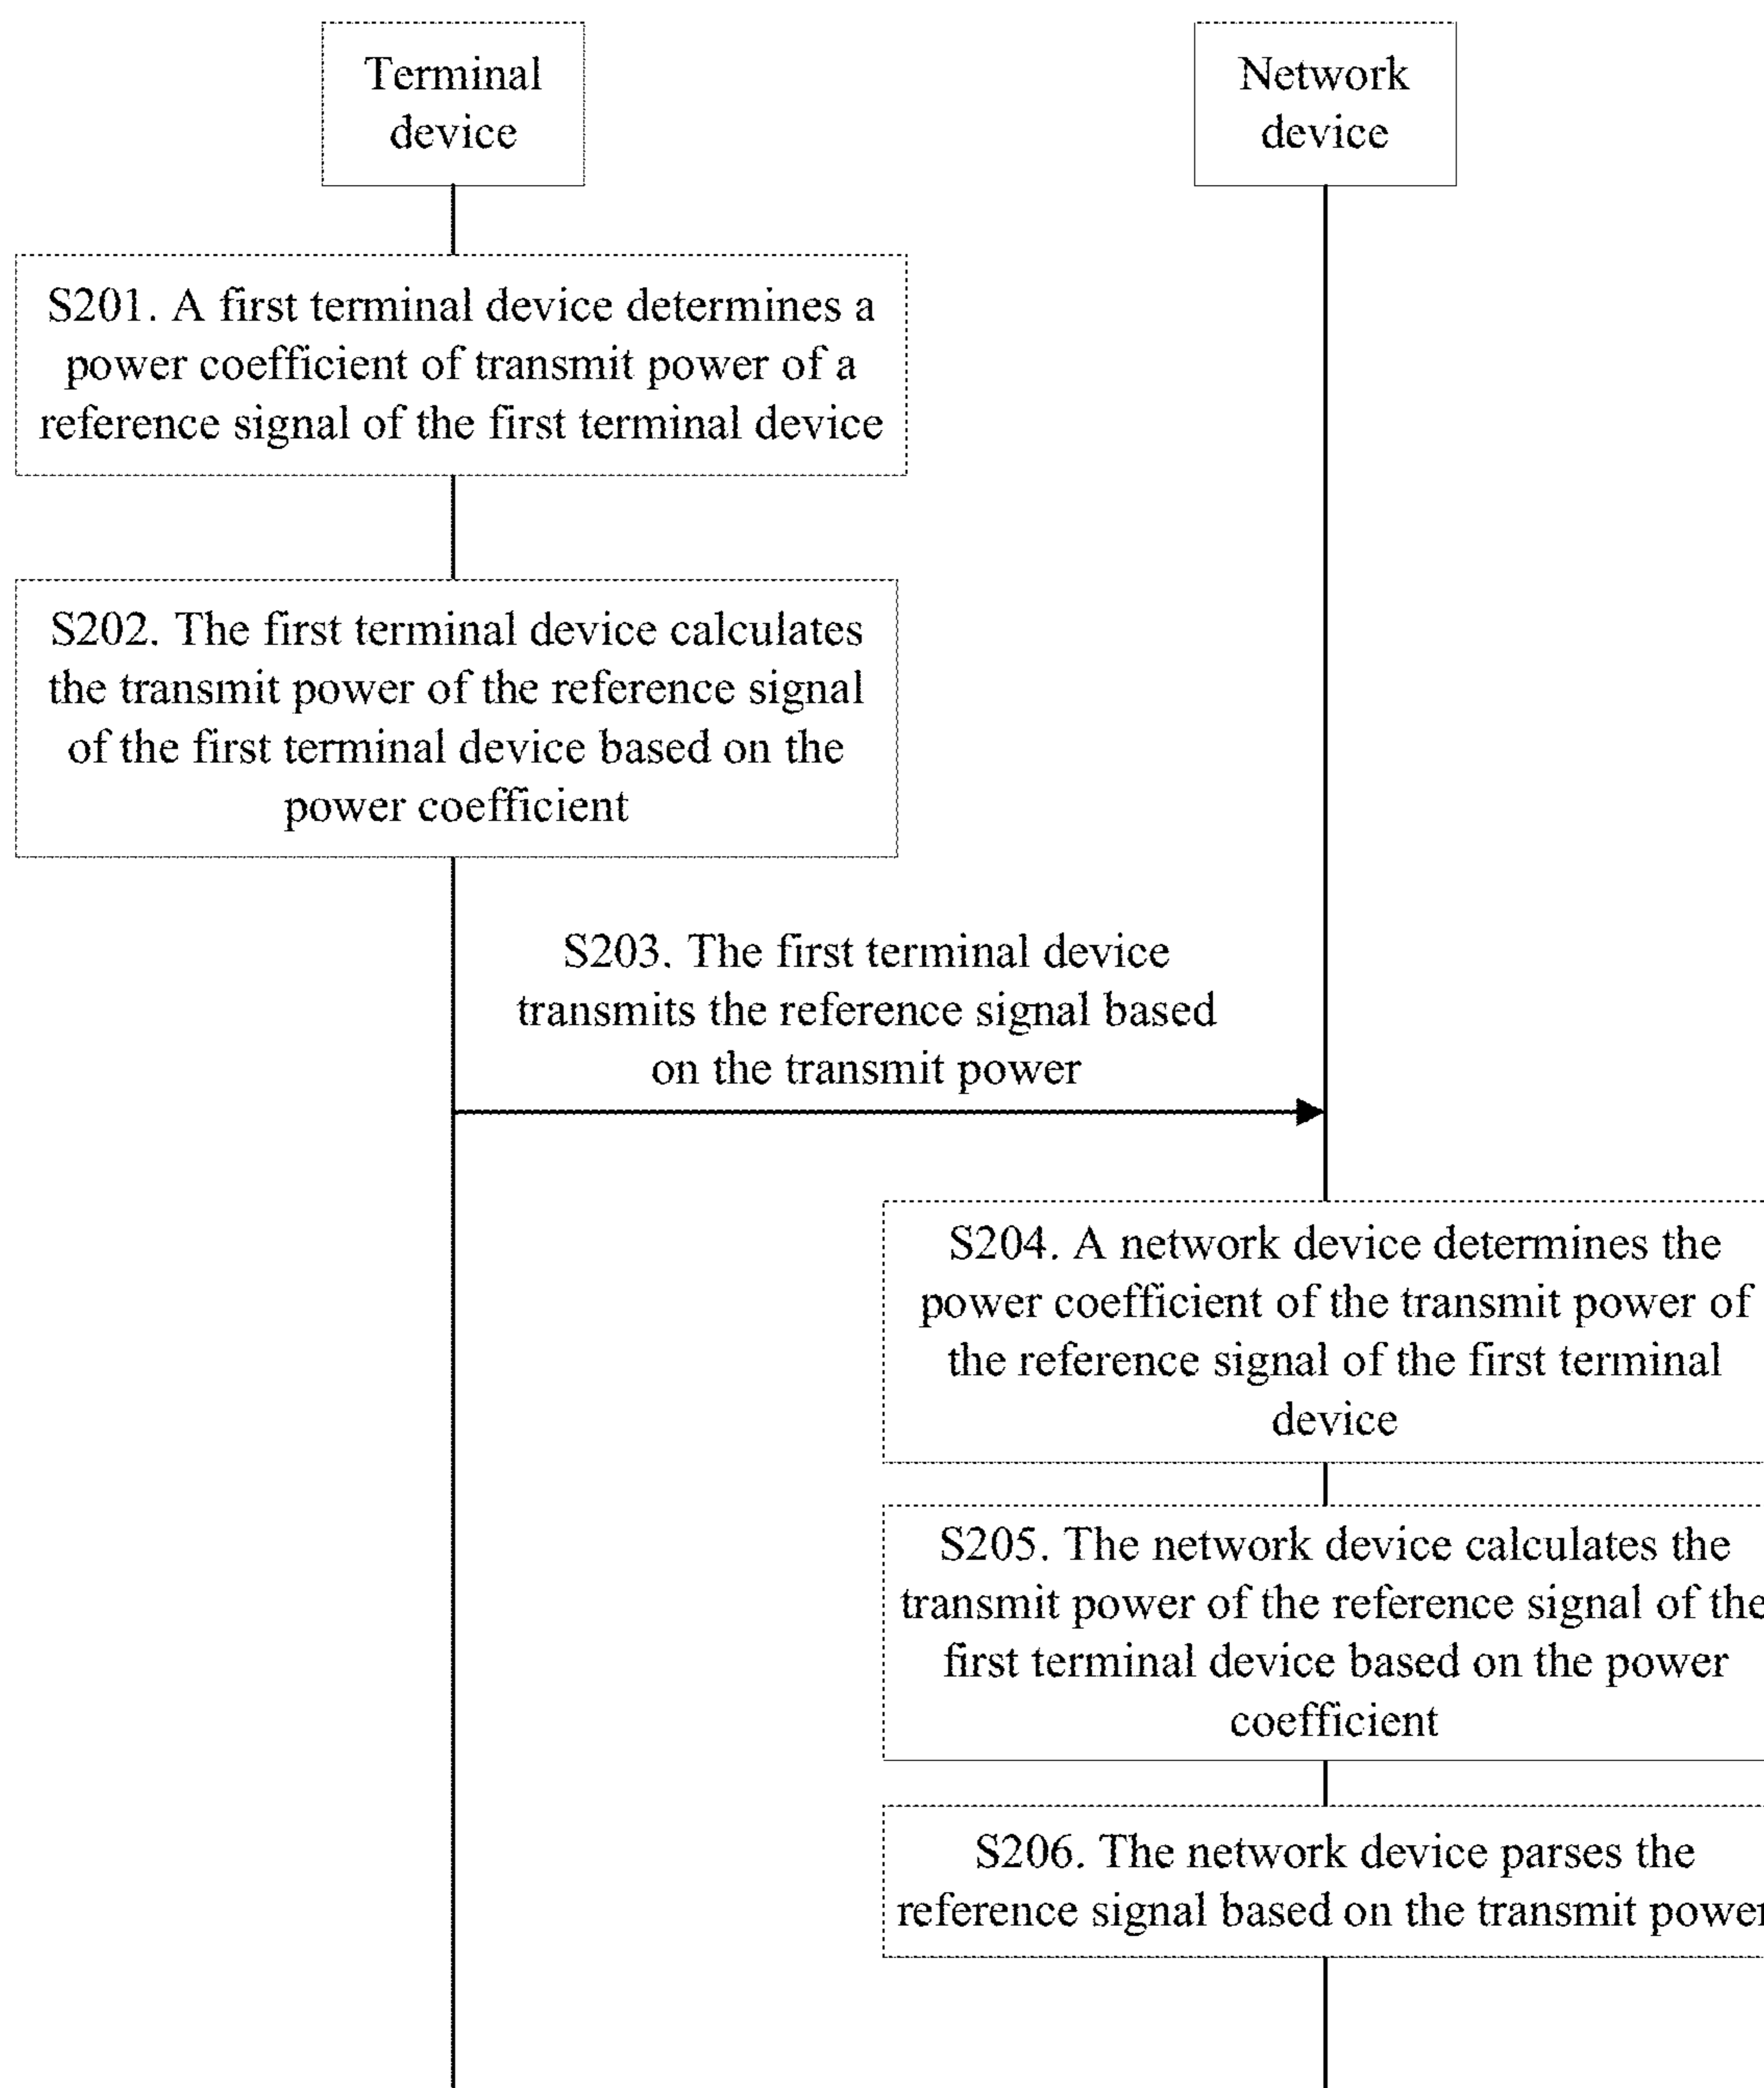 Terminal
device
Network
device
S201. A first terminal device determines a
power coefficient of transmit power of a
reference signal of the first terminal device
S202. The first terminal device calculates
the transmit power of the reference signal
of the first terminal device based on the
power coefficient
S203. The first terminal device
transmits the reference signal based
on the transmit power
S204. A network device determines the
power coefficient of the transmit power of
the reference signal of the first terminal
device
S205. The network device calculates the
transmit power of the reference signal of the
first terminal device based on the power
coefficient
S206. The network device parses the
reference signal based on the transmit power